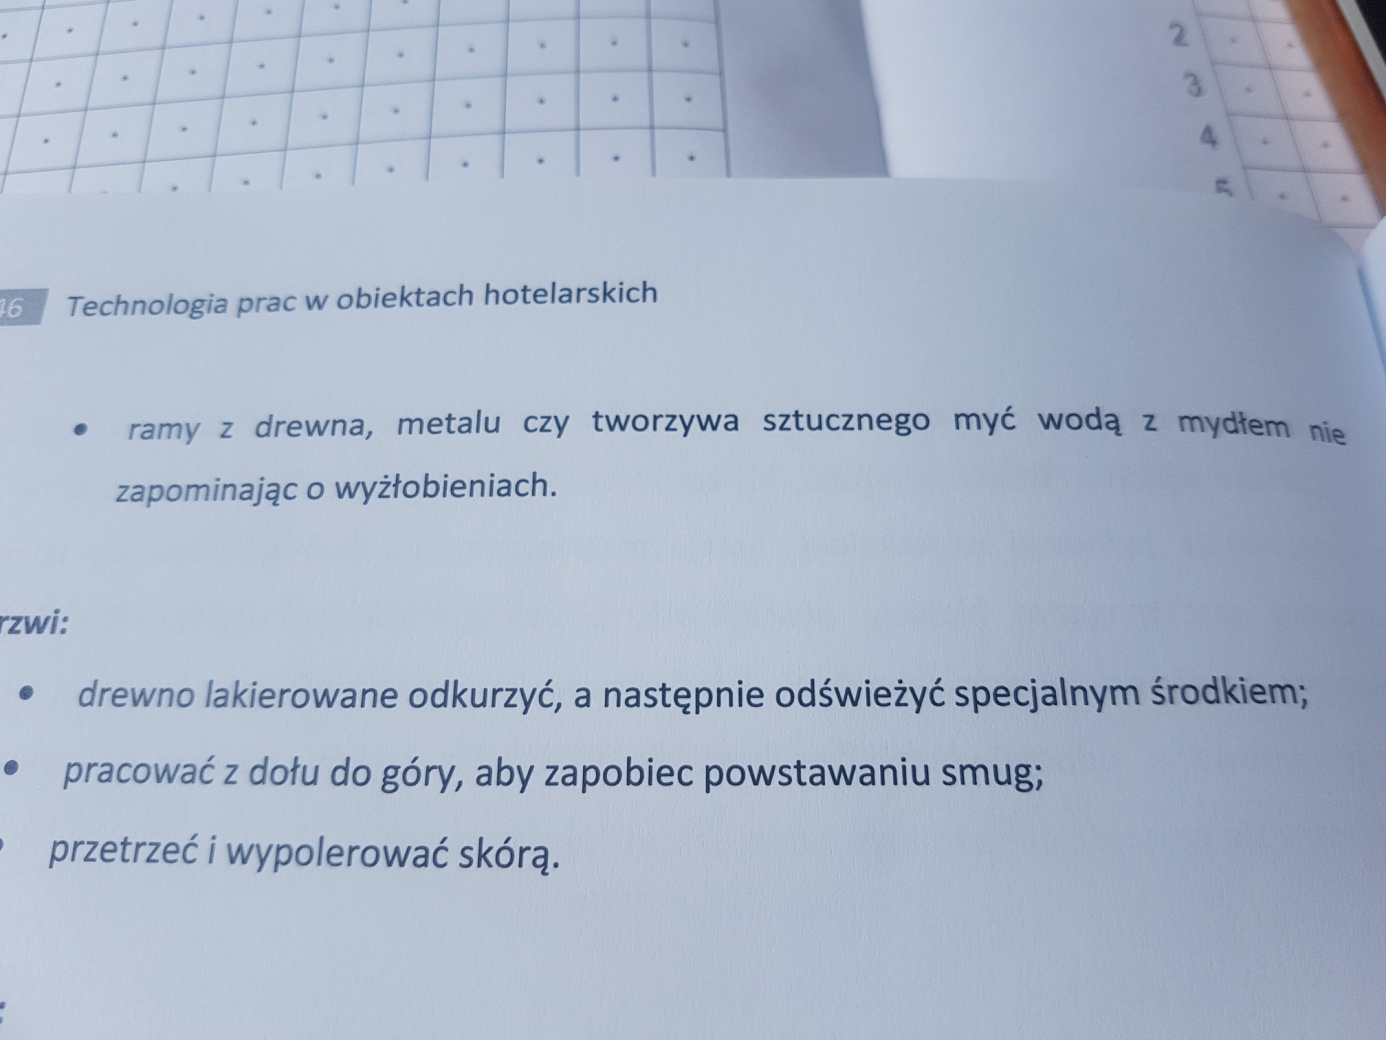 2
3
4
5
46 Technologia prac w obiektach hotelarskich
• ramy z drewna, metalu czy tworzywa sztucznego myć wodą z mydłem nie
zapominając o wyżłobieniach.
rzwi:
• drewno lakierowane odkurzyć, a następnie odświeżyć specjalnym środkiem;
• pracować z dołu do góry, aby zapobiec powstawaniu smug;
• przetrzeć i wypolerować skórą.